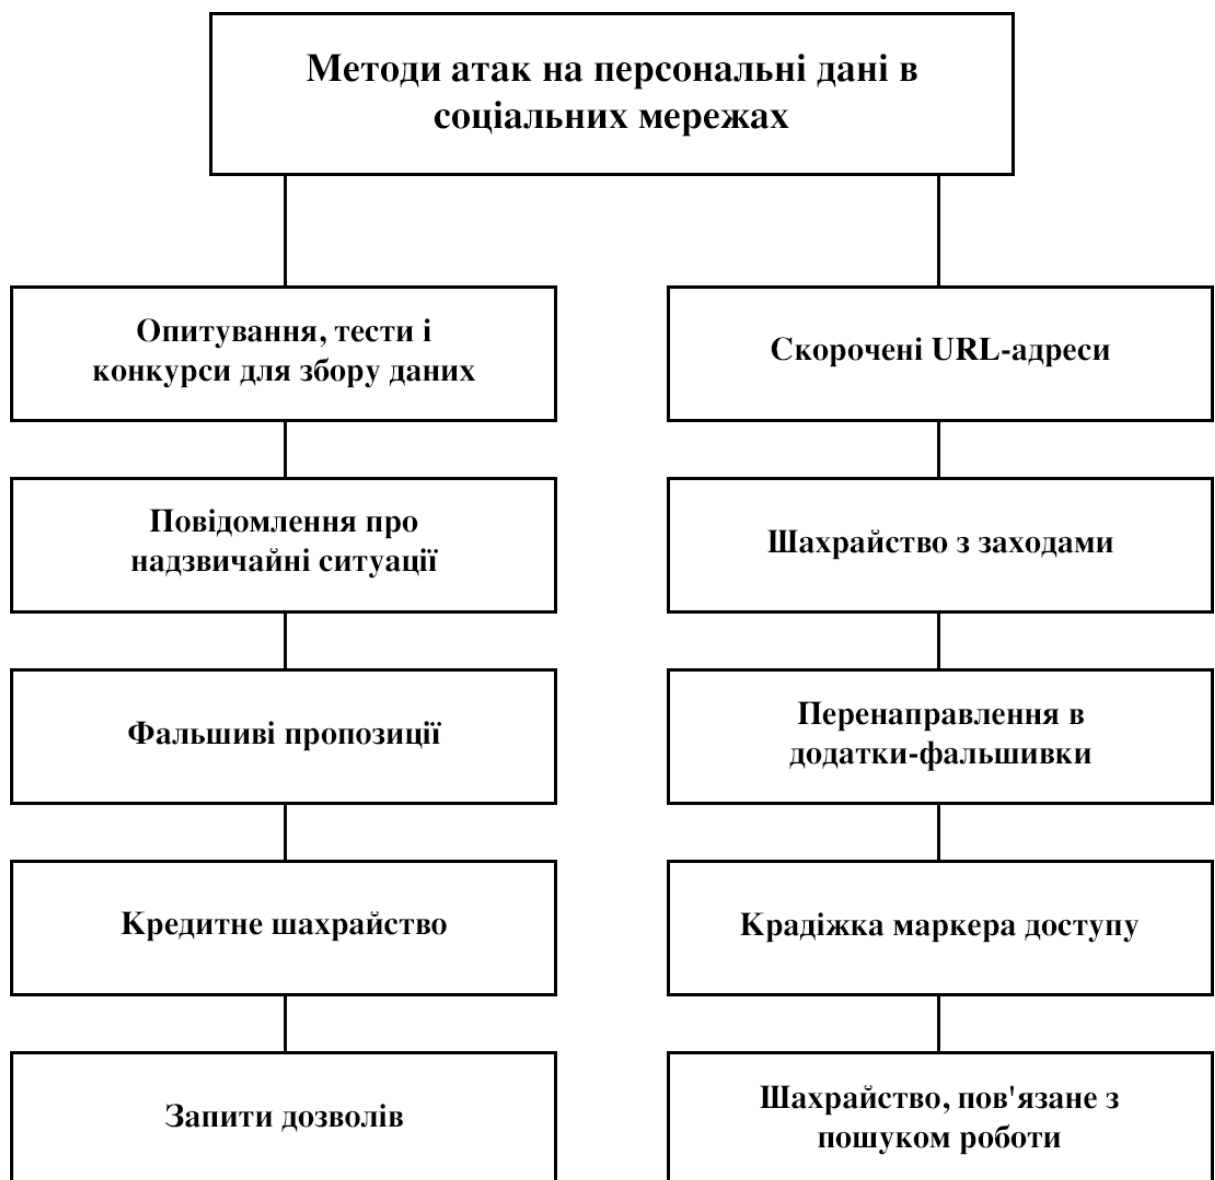 Методи атак на персональні дані в
соціальних мережах
Опитування, тести і
конкурси для збору даних
Повідомлення про
надзвичайні ситуації
Фальшиві пропозиції
Кредитне шахрайство
Запити дозволів
Скорочені URL-адреси
Шахрайство з заходами
Перенаправлення в
додатки-фальшивки
Крадіжка маркера доступу
Шахрайство, пов'язане з
пошуком роботи